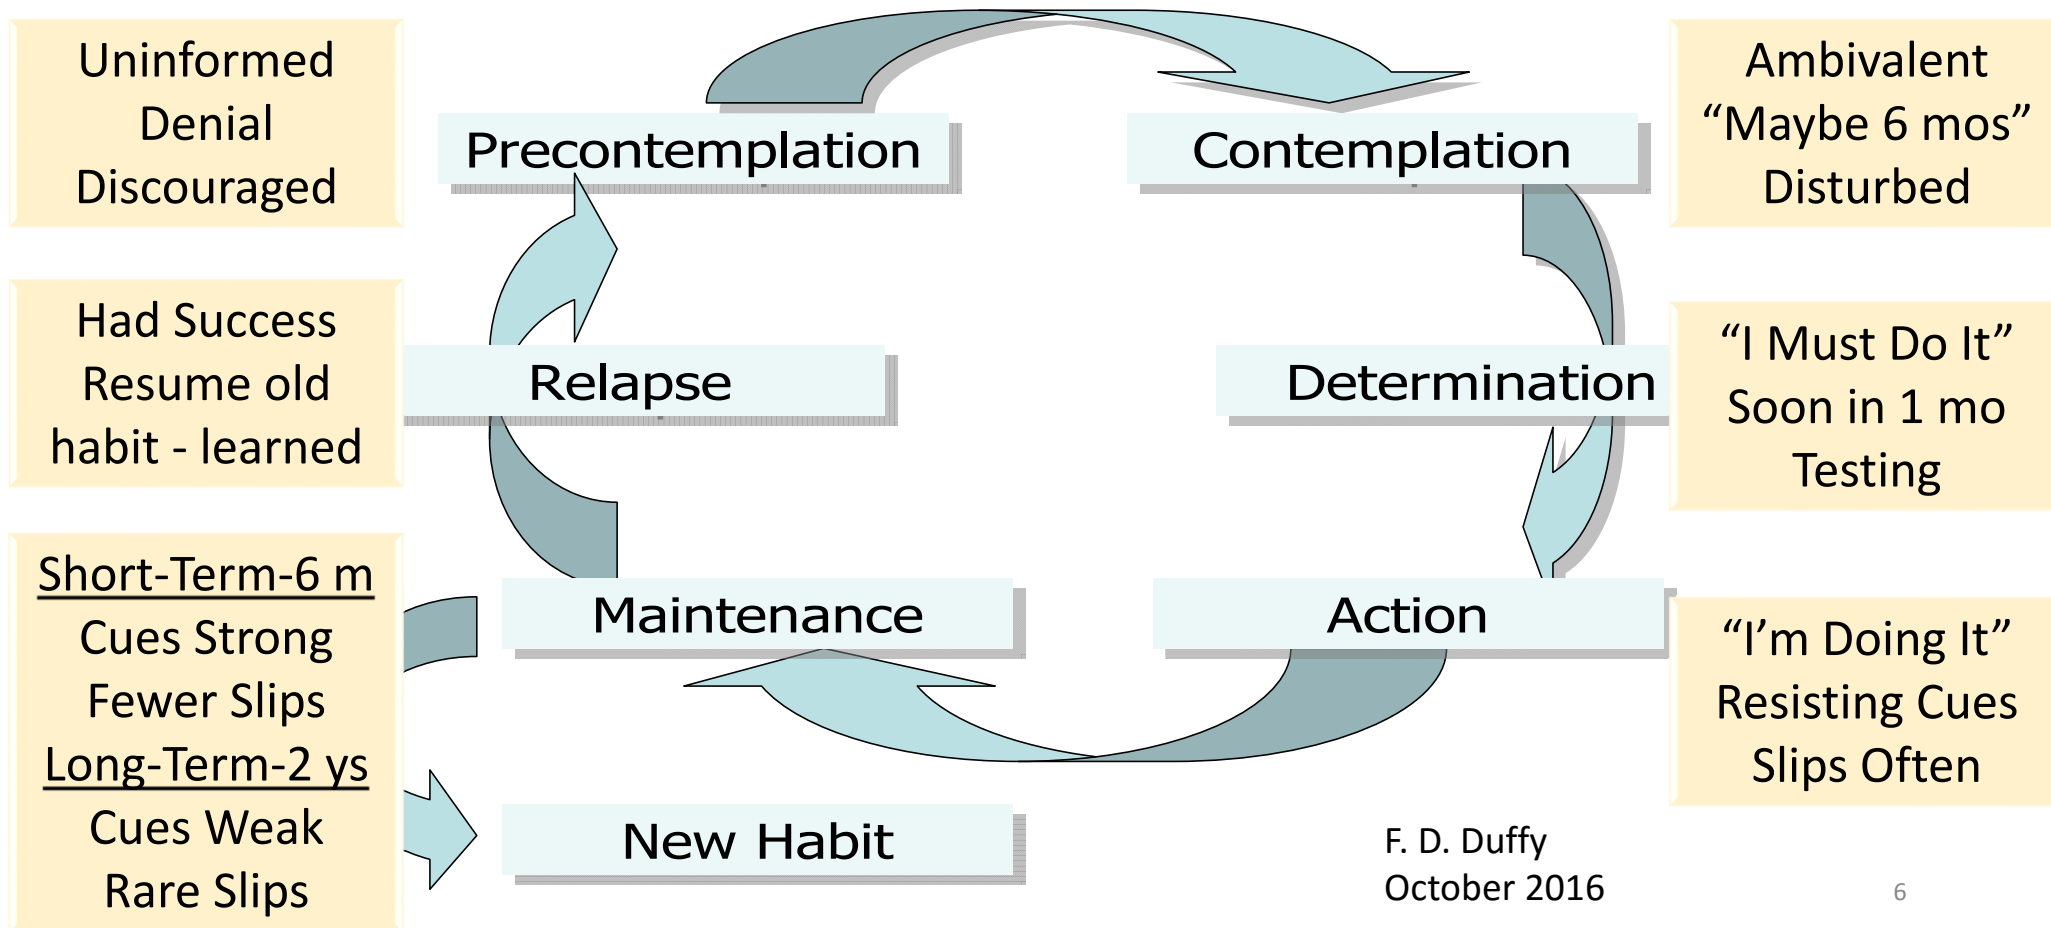 Uninformed
Denial
Discouraged
Precontemplation
Contemplation
Ambivalent
“Maybe 6 mos”
Disturbed
Had Success
Resume old
habit - learned
Relapse
Determination
“I Must Do It”
Soon in 1 mo
Testing
Short-Term-6 m
Cues Strong
Fewer Slips
Long-Term-2 ys
Cues Weak
Rare Slips
Maintenance
Action
“I’m Doing It”
Resisting Cues
Slips Often
New Habit
F. D. Duffy
October 2016
6